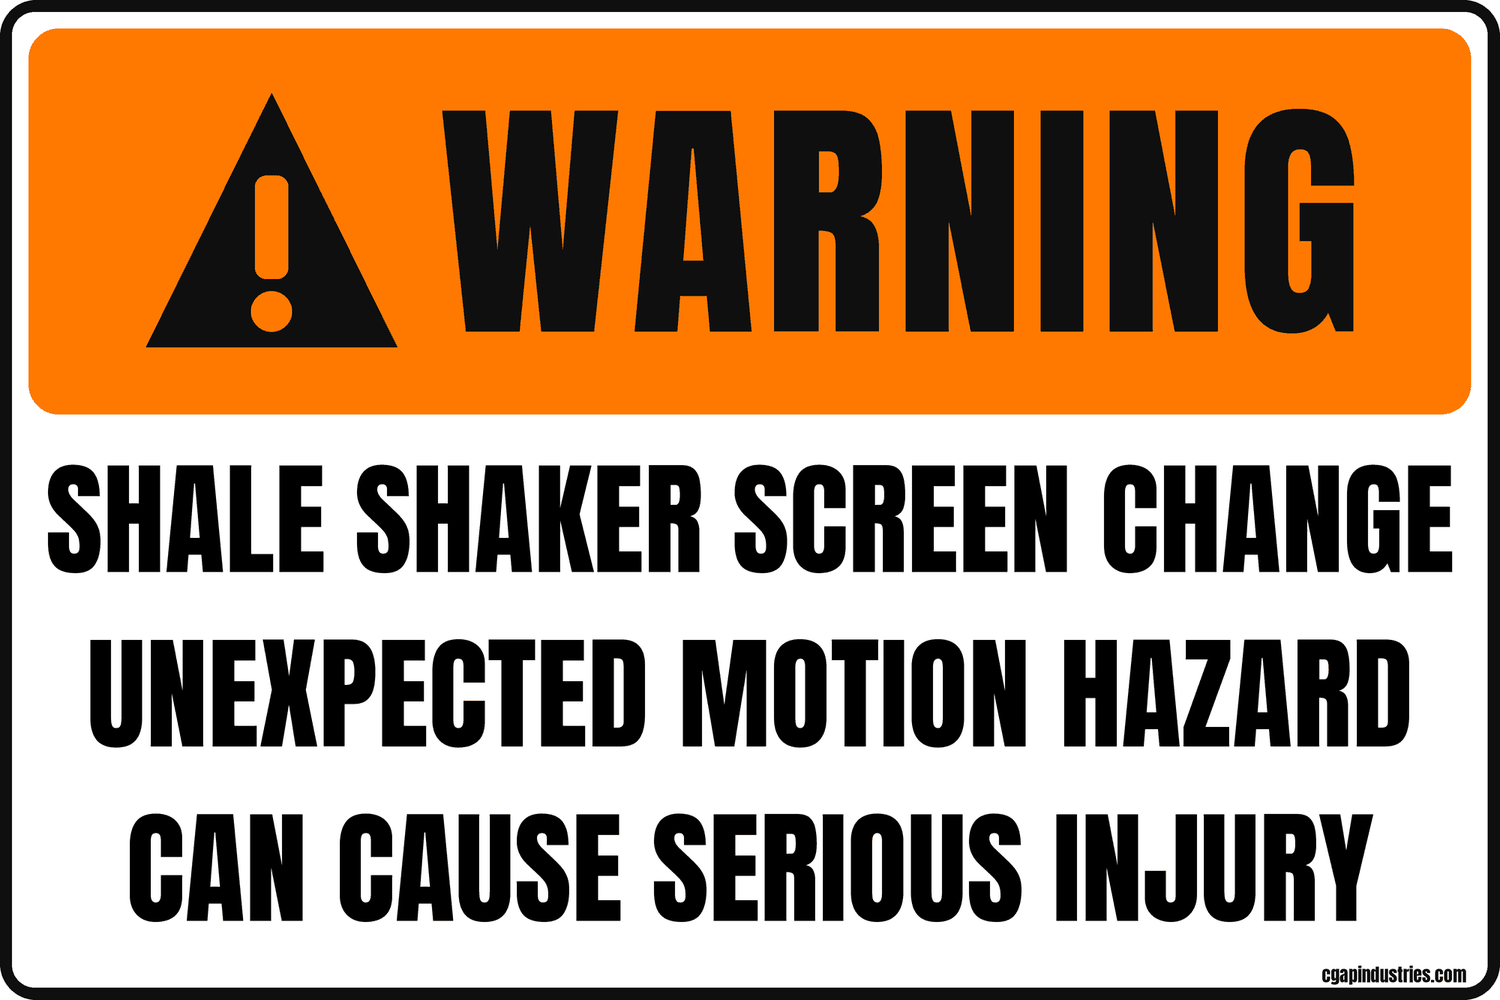 WARNING
SHALE SHAKER SCREEN CHANGE
UNEXPECTED MOTION HAZARD
CAN CAUSE SERIOUS INJURY
cgapindustries.com